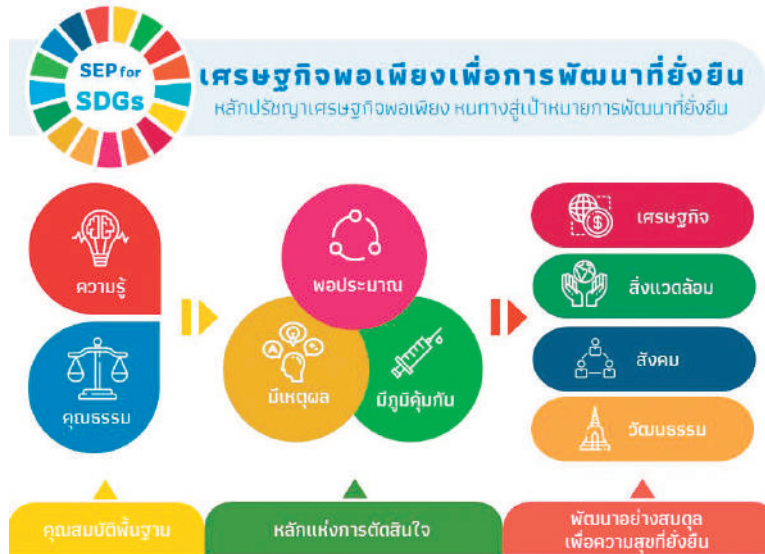 SEP for
SDGs
เศรษฐกิจพอเพียงเพื่อการพัฒนาที่ยั่งยืน
หลักปรัชญาเศรษฐกิจพอเพียง หนทางสู่เป้าหมายการพัฒนาที่ยั่งยืน
ความรู้
คุณธรรม
พอประมาณ
มีเหตุผล
มีภูมิคุ้มกัน
เศรษฐกิจ
สิ่งแวดล้อม
สังคม
วัฒนธรรม
คุณสมบัติพื้นฐาน
หลักแห่งการตัดสินใจ
พัฒนาอย่างสมดุล
เพื่อความสุขที่ยั่งยืน